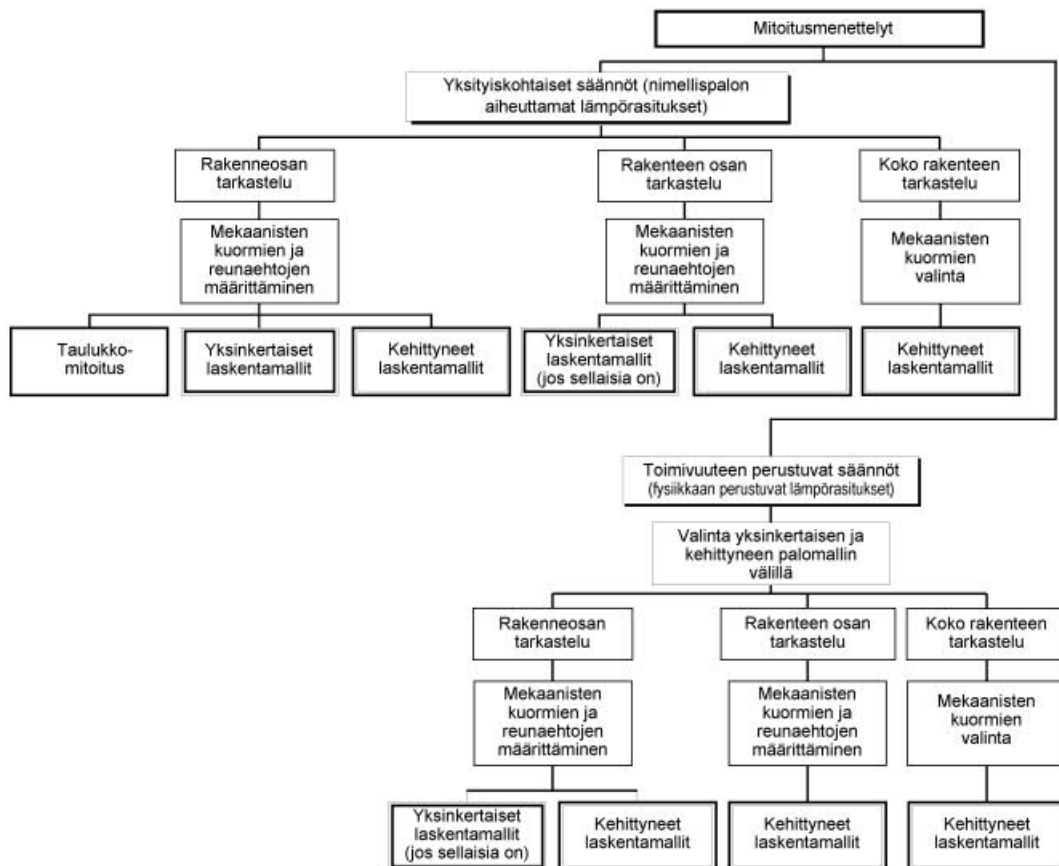 Mitoitusmenettelyt
Yksityiskohtaiset säännöt (nimellispalon
aiheuttamat lämpörasitukset)
Rakenneosan
tarkastelu
Rakenteen osan
tarkastelu
Koko rakenteen
tarkastelu
Mekaanisten
kuormien ja
reunaehtojen
määrittäminen
Mekaanisten
kuormien ja
reunaehtojen
määrittäminen
Mekaanisten
kuormien
valinta
Taulukko-
mitoitus
Yksinkertaiset
laskentamallit
Kehittyneet
laskentamallit
Yksinkertaiset
laskentamallit
(jos sellaisia on)
Kehittyneet
laskentamallit
Kehittyneet
laskentamallit
Toimivuuteen perustuvat säännöt
(fysiikkaan perustuvat lämpörasitukset)
Valinta yksinkertaisen ja
kehittyneen palomallin
välillä
Rakenneosan
tarkastelu
Rakenteen osan
tarkastelu
Koko rakenteen
tarkastelu
Mekaanisten
kuormien ja
reunaehtojen
määrittäminen
Mekaanisten
kuormien ja
reunaehtojen
määrittäminen
Mekaanisten
kuormien
valinta
Yksinkertaiset
laskentamallit
(jos sellaisia on)
Kehittyneet
laskentamallit
Kehittyneet
laskentamallit
Kehittyneet
laskentamallit